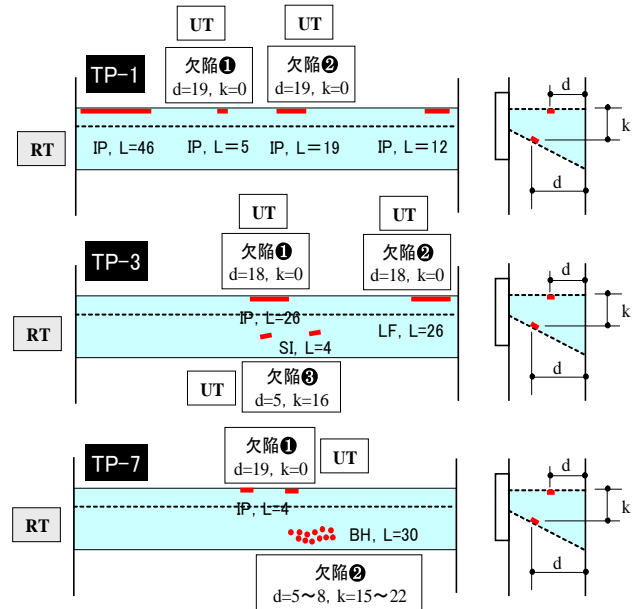 UT
UT
欠陥❶
d=19, k=0
欠陥❷
d=19, k=0
TP-1
d
k
RT
IP, L=46
IP, L=5
IP, L=19
IP, L=12
d
UT
UT
欠陥❶
d=18, k=0
欠陥❷
d=18, k=0
TP-3
d
k
IP, L=26
LF, L=26
RT
SI, L=4
d
UT
欠陥❸
d=5, k=16
TP-7
欠陥❶
d=19, k=0
UT
d
k
IP, L=4
RT
BH, L=30
d
欠陥❷
d=5~8, k=15~22